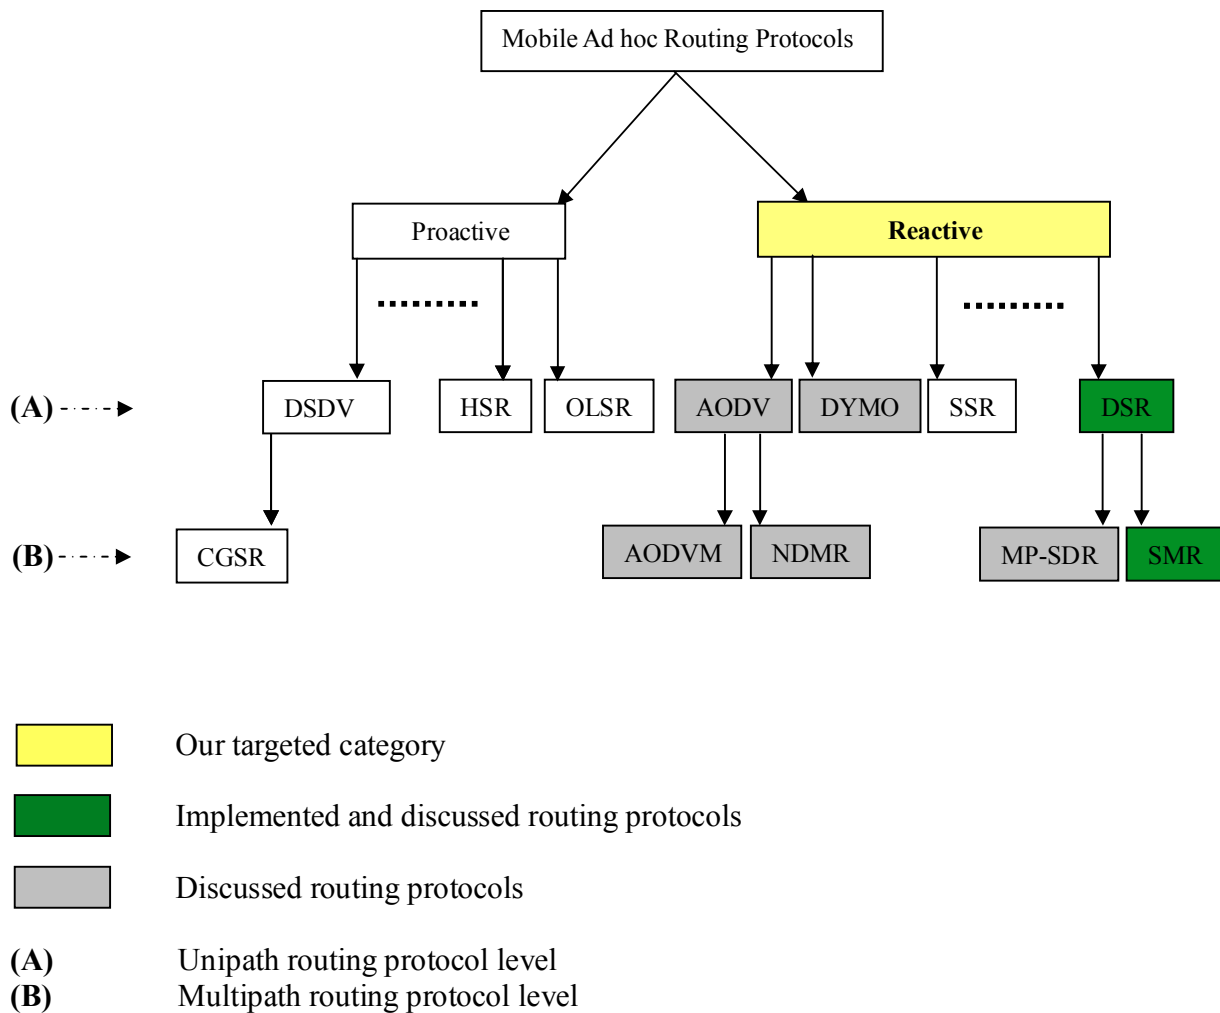 Mobile Ad hoc Routing Protocols
Proactive
Reactive
(A)
DSDV
HSR
OLSR
AODV
DYMO
SSR
DSR
(B)
CGSR
AODVM
NDMR
MP-SDR
SMR
Our targeted category
Implemented and discussed routing protocols
Discussed routing protocols
(A) Unipath routing protocol level
(B) Multipath routing protocol level